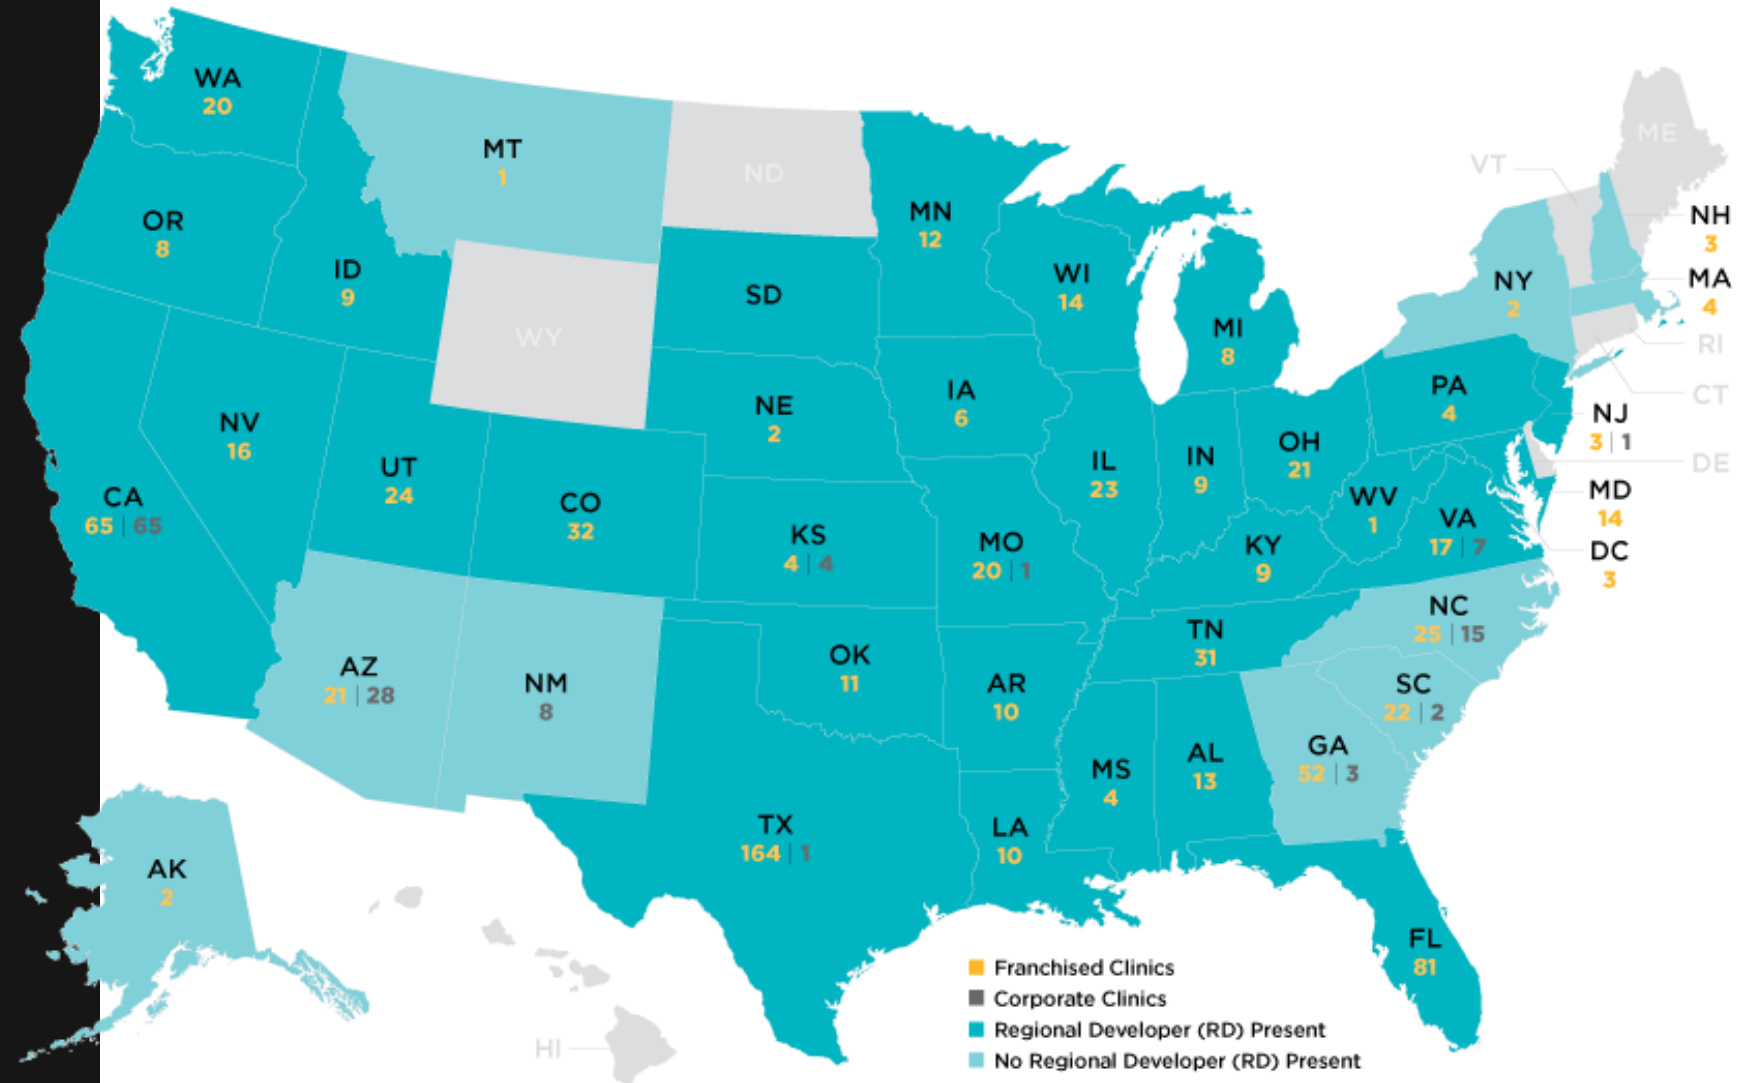 WA
20
OR
8
CA
65 | 65
NV
16
ID
9
MT
1
ND
WY
UT
24
CO
32
AZ
21 | 28
NM
8
SD
NE
2
KS
4 | 4
OK
11
TX
164 | 1
MN
12
IA
6
MO
20 | 1
AR
10
LA
10
WI
14
IL
23
MI
8
IN
9
OH
21
KY
9
TN
31
MS
4
AL
13
GA
52 | 3
FL
81
SC
22 | 2
NC
25 | 15
WV
1
VA
17 | 7
PA
4
NY
2
VT
ME
NH
3
MA
4
RI
CT
NJ
3 | 1
DE
MD
14
DC
3
AK
2
HI
Franchised Clinics
Corporate Clinics
Regional Developer (RD) Present
No Regional Developer (RD) Present